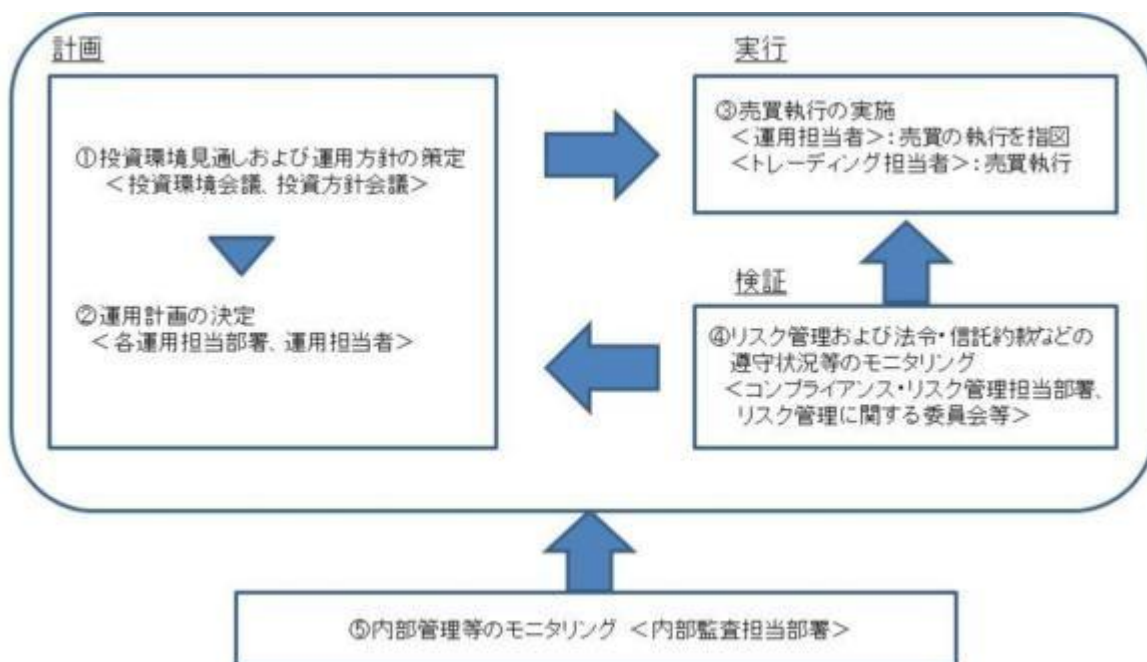 計画
①投資環境見通しおよび運用方針の策定
＜投資環境会議、投資方針会議＞
②運用計画の決定
＜各運用担当部署、運用担当者＞
実行
③売買執行の実施
＜運用担当者＞：売買の執行を指図
＜トレーディング担当者＞：売買執行
検証
④リスク管理および法令・信託約款などの
遵守状況等のモニタリング
＜コンプライアンス・リスク管理担当部署、
リスク管理に関する委員会等＞
⑤内部管理等のモニタリング ＜内部監査担当部署＞